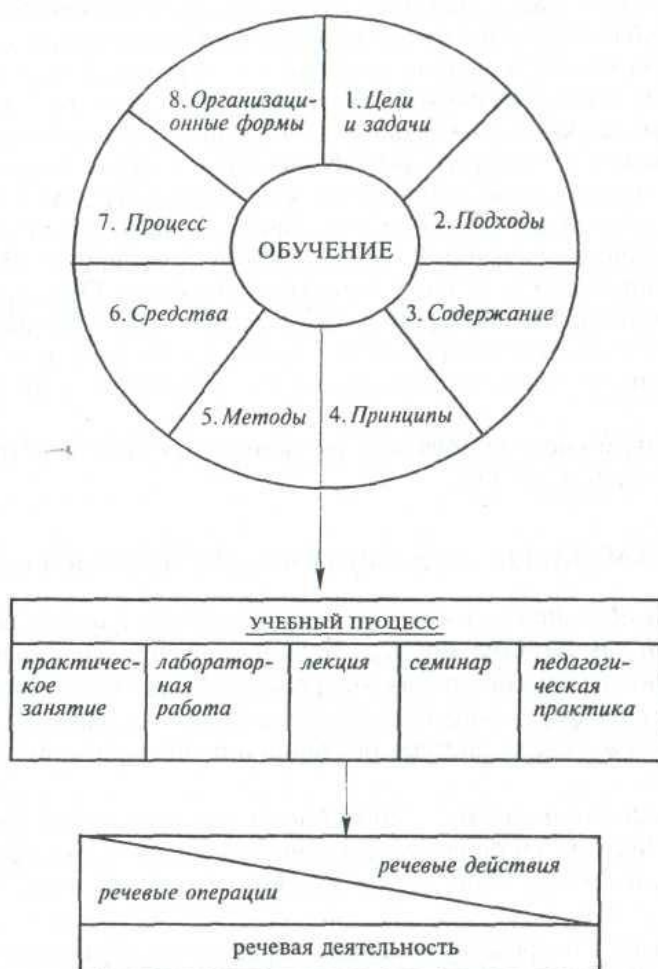 8. Организаци-
онные формы
1. Цели
и задачи
7. Процесс
ОБУЧЕНИЕ
2. Подходы
6. Средства
3. Содержание
5. Методы
4. Принципы
УЧЕБНЫЙ ПРОЦЕСС
практичес-
кое
занятие
лаборатор-
ная
работа
лекция
семинар
педагоги-
ческая
практика
речевые действия
речевые операции
речевая деятельность